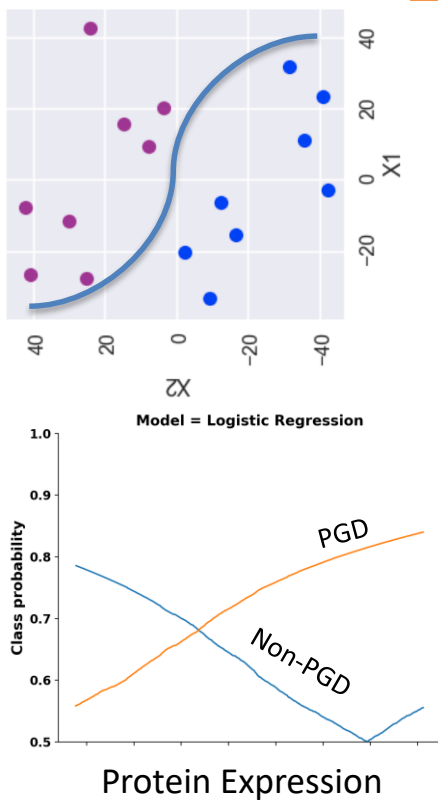 40
20
0
−20
X1
40
20
0
−20
−40
X2
Model = Logistic Regression
1.0
0.9
0.8
0.7
0.6
0.5
Class probability
PGD
Non-PGD
Protein Expression